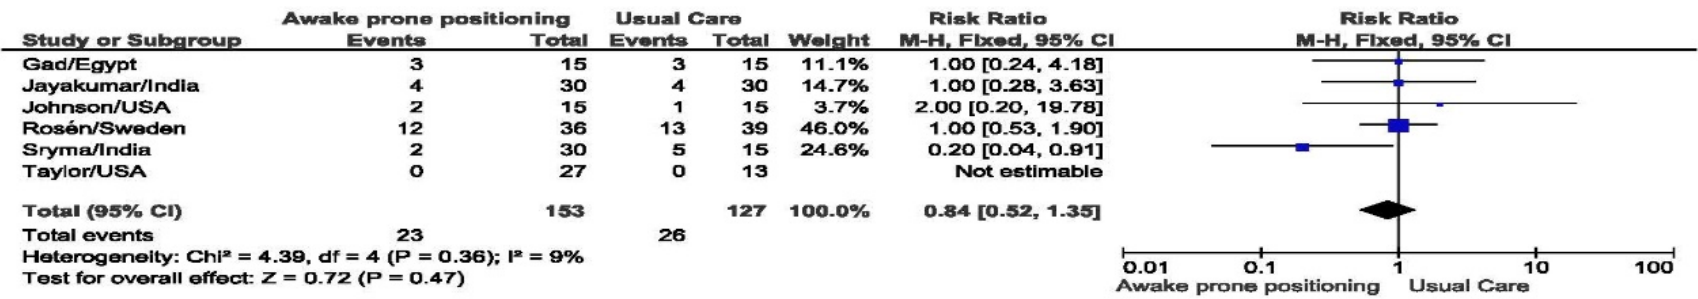 Awake prone positioning Usual Care Risk Ratio Risk Ratio
Study or Subgroup Events Total Events Total Weight M-H, Fixed, 95% CI M-H, Fixed, 95% CI
Gad/Egypt 3 15 3 15 11.1% 1.00 [0.24, 4.18]
Jayakumar/India 4 30 4 30 14.7% 1.00 [0.28, 3.63]
Johnson/USA 2 15 1 15 3.7% 2.00 [0.20, 19.78]
Rosén/Sweden 12 36 13 39 46.0% 1.00 [0.53, 1.90]
Sryma/India 2 30 5 15 24.6% 0.20 [0.04, 0.91]
Taylor/USA 0 27 0 13 Not estimable
Total (95% CI) 153 127 100.0% 0.84 [0.52, 1.35]
Total events 23 26
Heterogeneity: Chi² = 4.39, df = 4 (P = 0.36); I² = 9%
Test for overall effect: Z = 0.72 (P = 0.47)
0.01 0.1 1 10 100
Awake prone positioning Usual Care